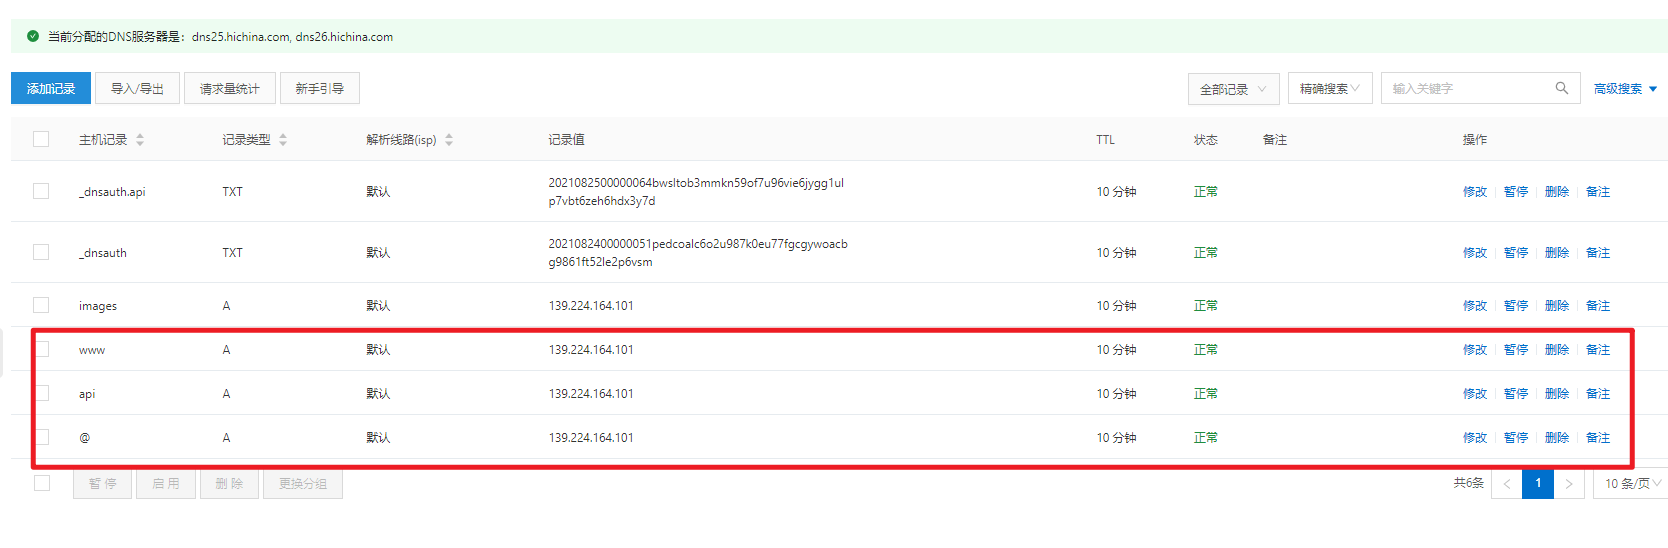 当前分配的DNS服务器是：dns25.hichina.com, dns26.hichina.com
添加记录 导入/导出 请求量统计 新手引导 全部记录 精确搜索 输入关键字 高级搜索
主机记录 记录类型 解析线路(isp) 记录值 TTL 状态 备注 操作
_dnsauth.api TXT 默认 2021082500000064bwsltob3mmkn59of7u96vie6jygg1ul 10 分钟 正常 修改 暂停 删除 备注
p7vbt6zeh6hdx3y7d
_dnsauth TXT 默认 2021082400000051pedcoalc6o2u987k0eu77fgcgywoacb 10 分钟 正常 修改 暂停 删除 备注
g9861ft52le2p6vsm
images A 默认 139.224.164.101 10 分钟 正常 修改 暂停 删除 备注
www A 默认 139.224.164.101 10 分钟 正常 修改 暂停 删除 备注
api A 默认 139.224.164.101 10 分钟 正常 修改 暂停 删除 备注
@ A 默认 139.224.164.101 10 分钟 正常 修改 暂停 删除 备注
暂停 启用 删除 更换分组 共6条 < 1 > 10 条/页